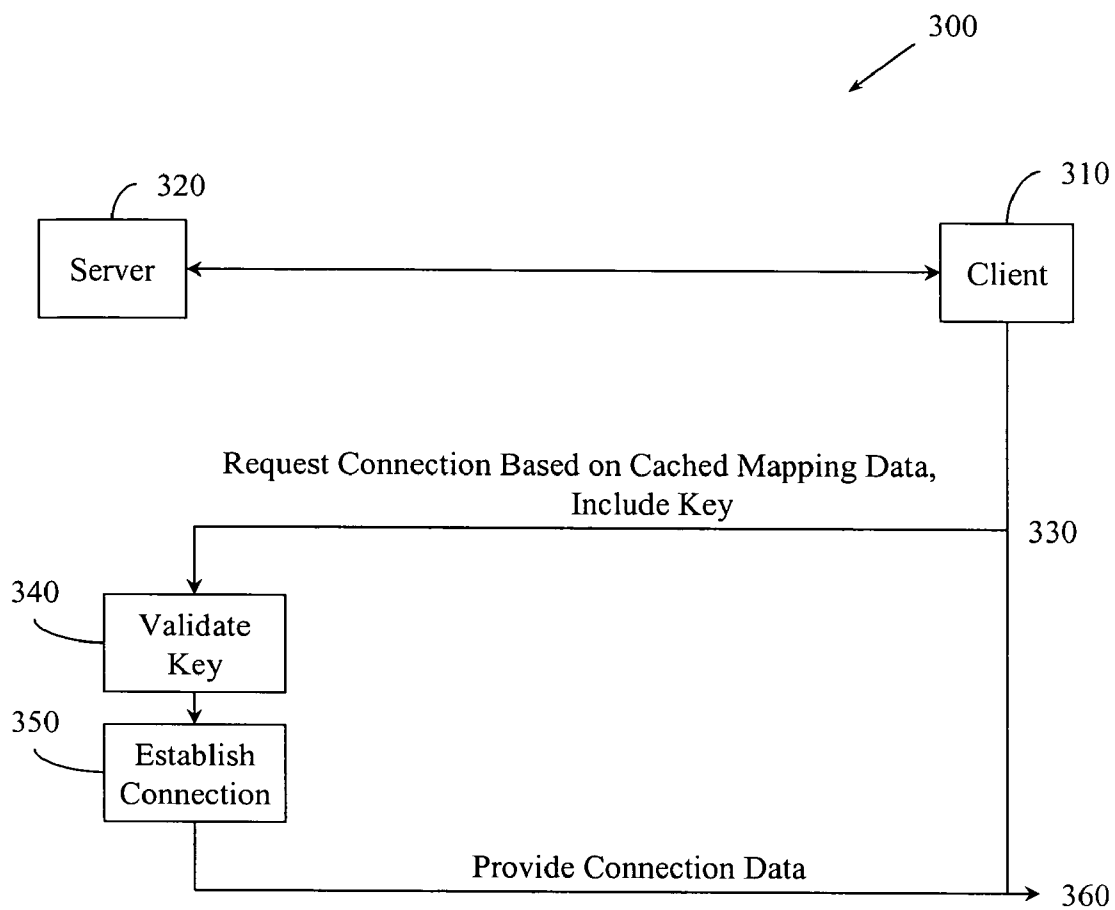 300
320
310
Server
Client
Request Connection Based on Cached Mapping Data,
Include Key
330
340
Validate
Key
350
Establish
Connection
Provide Connection Data
360